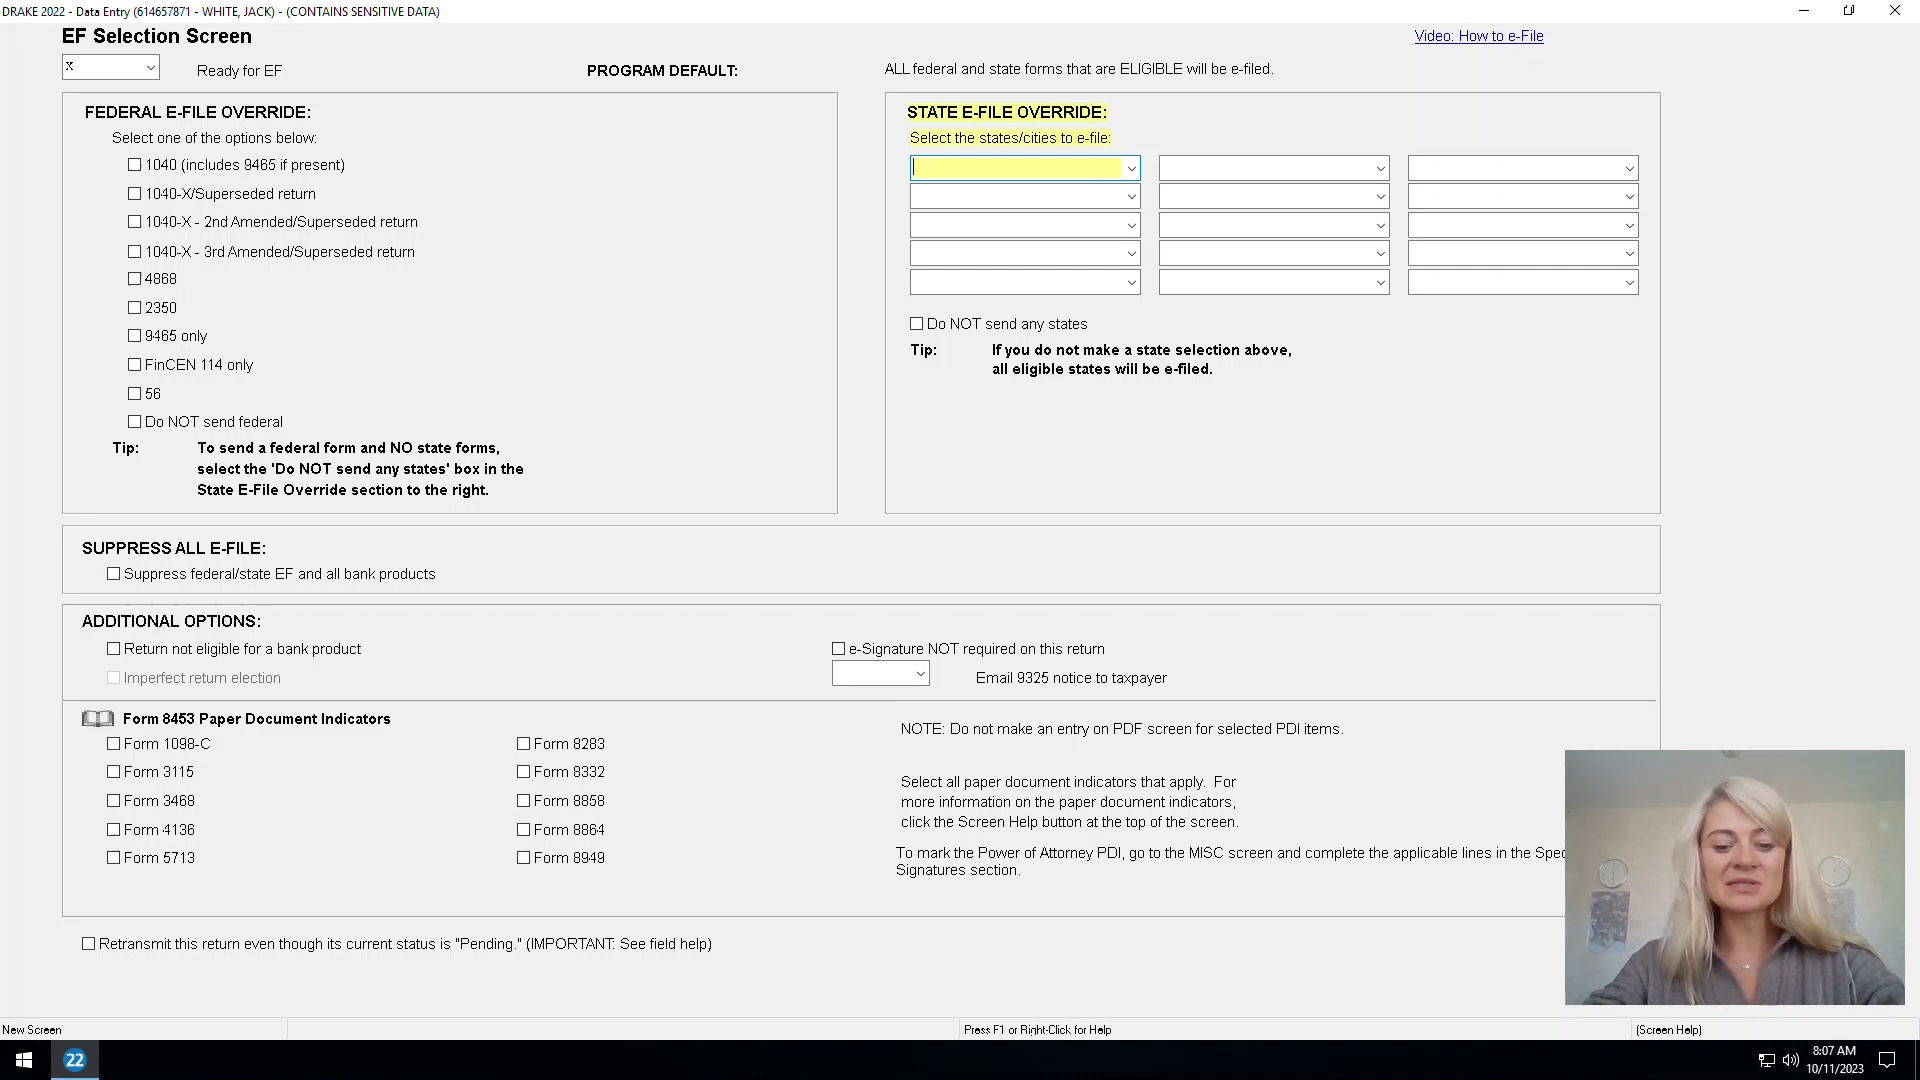 DRAKE 2022 - Data Entry (614657871 - WHITE, JACK) - (CONTAINS SENSITIVE DATA)
EF Selection Screen
Video: How to e-File
X
Ready for EF
PROGRAM DEFAULT:
ALL federal and state forms that are ELIGIBLE will be e-filed.
FEDERAL E-FILE OVERRIDE:
Select one of the options below:
1040 (includes 9465 if present)
1040-X/Superseded return
1040-X - 2nd Amended/Superseded return
1040-X - 3rd Amended/Superseded return
4868
2350
9465 only
FinCEN 114 only
56
Do NOT send federal
Tip: To send a federal form and NO state forms,
select the 'Do NOT send any states' box in the
State E-File Override section to the right.
STATE E-FILE OVERRIDE:
Select the states/cities to e-file:
Do NOT send any states
Tip: If you do not make a state selection above,
all eligible states will be e-filed.
SUPPRESS ALL E-FILE:
Suppress federal/state EF and all bank products
ADDITIONAL OPTIONS:
Return not eligible for a bank product
Imperfect return election
e-Signature NOT required on this return
Email 9325 notice to taxpayer
Form 8453 Paper Document Indicators
Form 1098-C
Form 3115
Form 3468
Form 4136
Form 5713
Form 8283
Form 8332
Form 8858
Form 8864
Form 8949
NOTE: Do not make an entry on PDF screen for selected PDI items.
Select all paper document indicators that apply. For
more information on the paper document indicators,
click the Screen Help button at the top of the screen.
To mark the Power of Attorney PDI, go to the MISC screen and complete the applicable lines in the Spec
Signatures section.
Retransmit this return even though its current status is "Pending." (IMPORTANT: See field help)
New Screen
Press F1 or Right-Click for Help
[Screen Help]
22
8:07 AM
10/11/2023